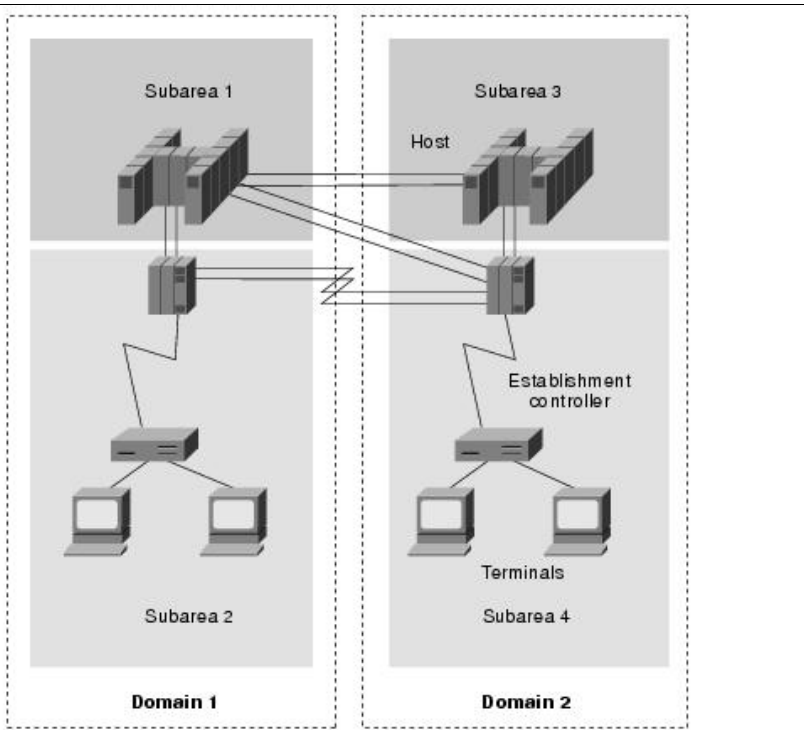 Subarea 1
Subarea 3
Host
Establishment
controller
Terminals
Subarea 2
Subarea 4
Domain 1
Domain 2